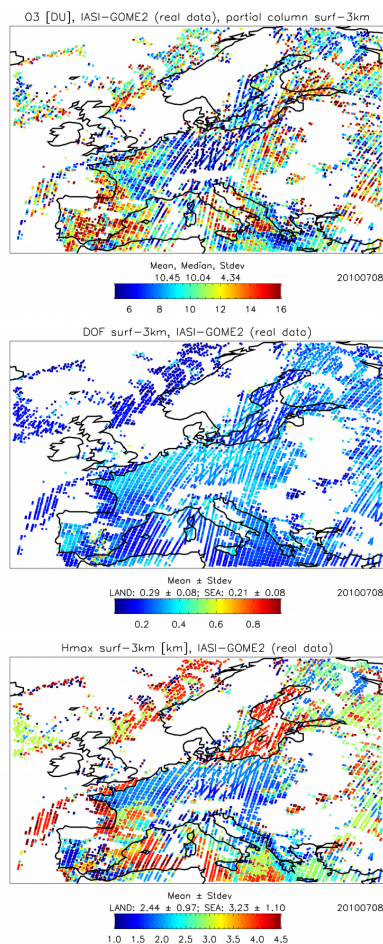 O3 [DU], IASI-GOME2 (real data), partial column surf-3km
Mean, Median, Stdev
10.45 10.04 4.34
20100708
6 8 10 12 14 16
DOF surf-3km, IASI-GOME2 (real data)
Mean ± Stdev
LAND: 0.29 ± 0.08; SEA: 0.21 ± 0.08
20100708
0.2 0.4 0.6 0.8
Hmax surf-3km [km], IASI-GOME2 (real data)
Mean ± Stdev
LAND: 2.44 ± 0.97; SEA: 3.23 ± 1.10
20100708
1.0 1.5 2.0 2.5 3.0 3.5 4.0 4.5